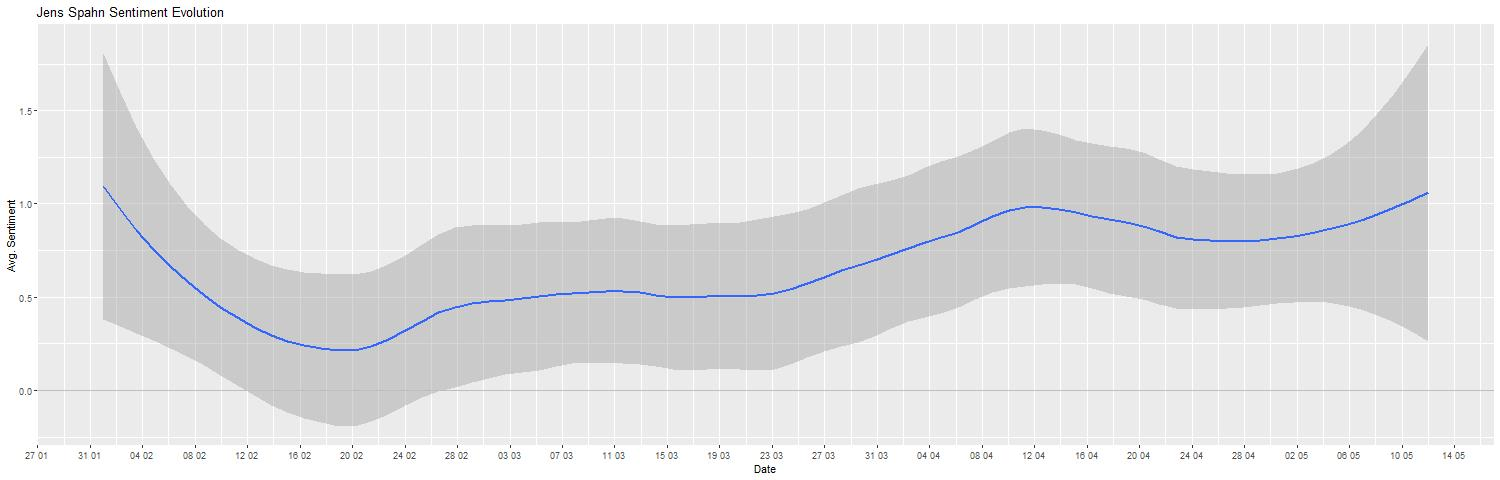 Jens Spahn Sentiment Evolution
Avg. Sentiment
1.5
1.0
0.5
0.0
27 01 31 01 04 02 08 02 12 02 16 02 20 02 24 02 28 02 03 03 07 03 11 03 15 03 19 03 23 03 27 03 31 03 04 04 08 04 12 04 16 04 20 04 24 04 28 04 02 05 06 05 10 05 14 05
Date